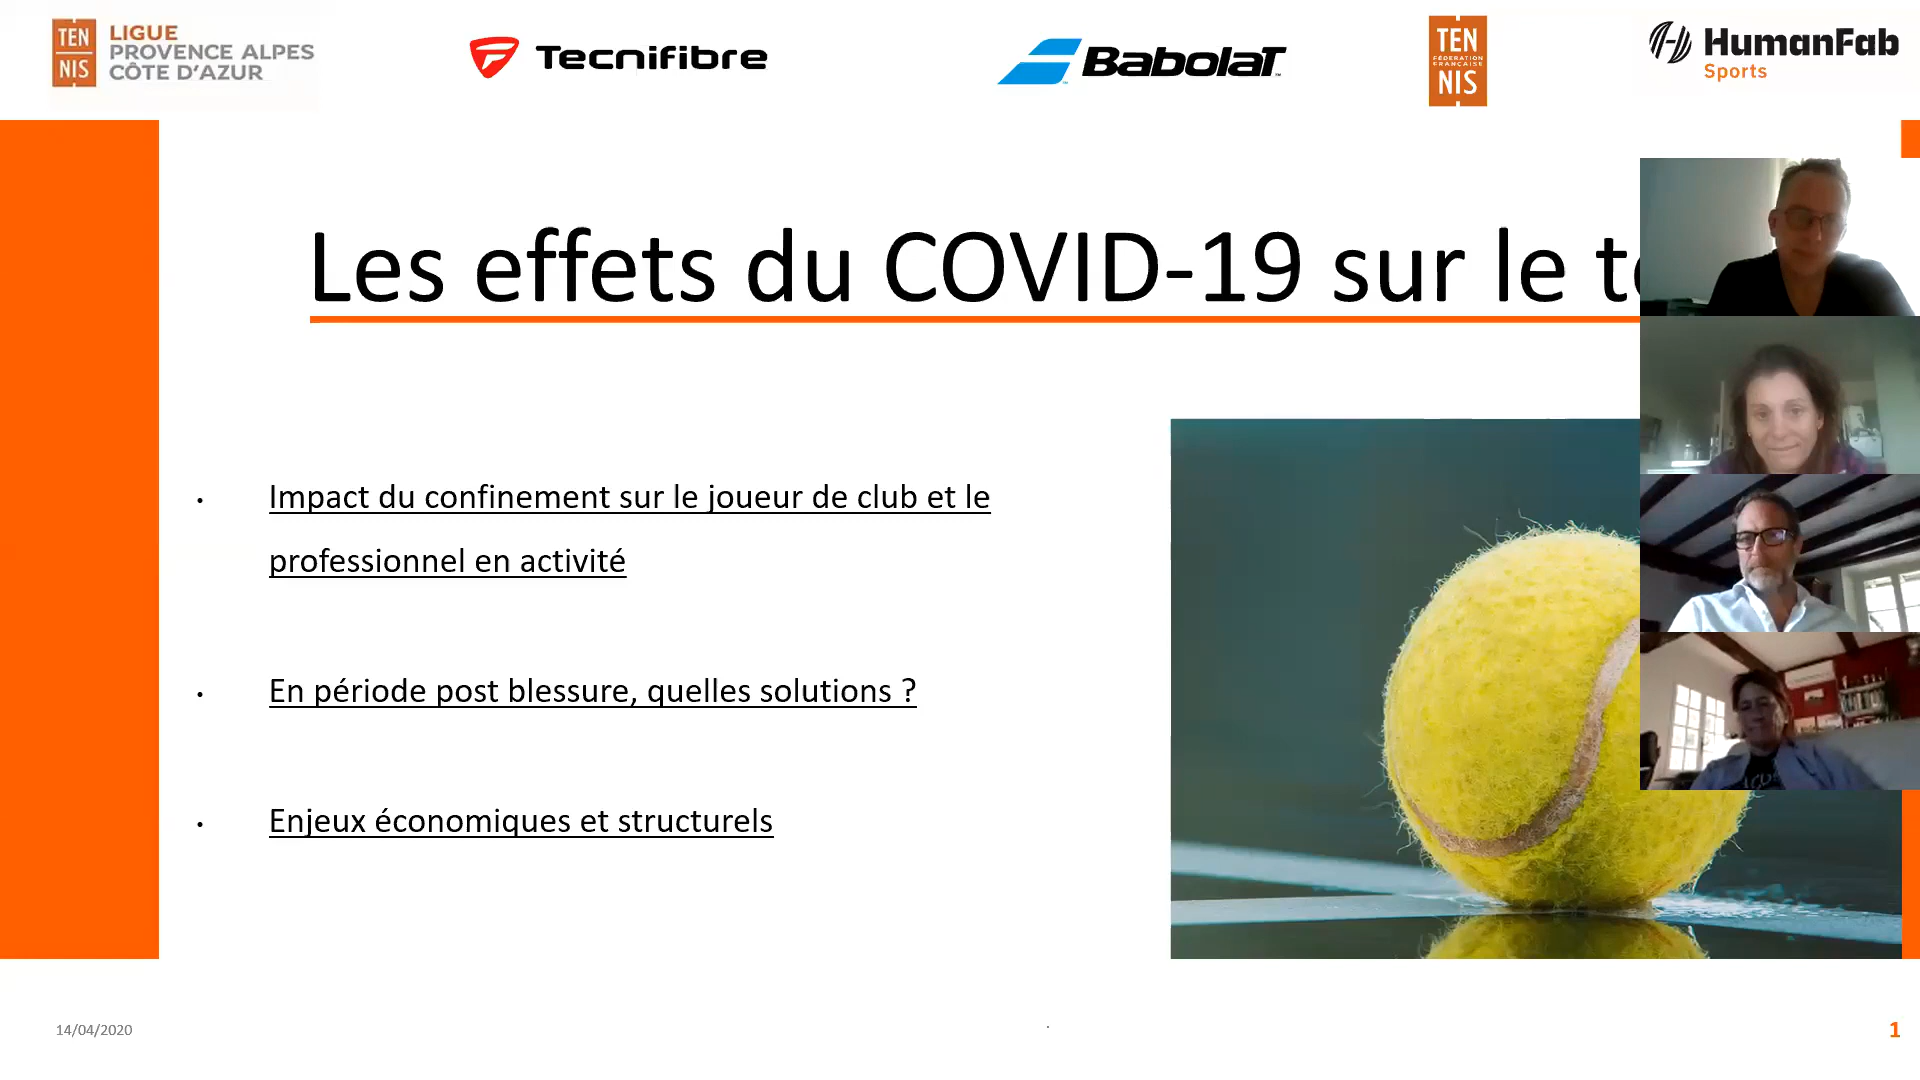 TEN
NIS
LIGUE
PROVENCE ALPES
CÔTE D'AZUR
Tecnifibre
BabolaT
TEN
FÉDÉRATION
FRANÇAISE
NIS
HumanFab
Sports
Les effets du COVID-19 sur le
• Impact du confinement sur le joueur de club et le
professionnel en activité
• En période post blessure, quelles solutions ?
• Enjeux économiques et structurels
14/04/2020
1